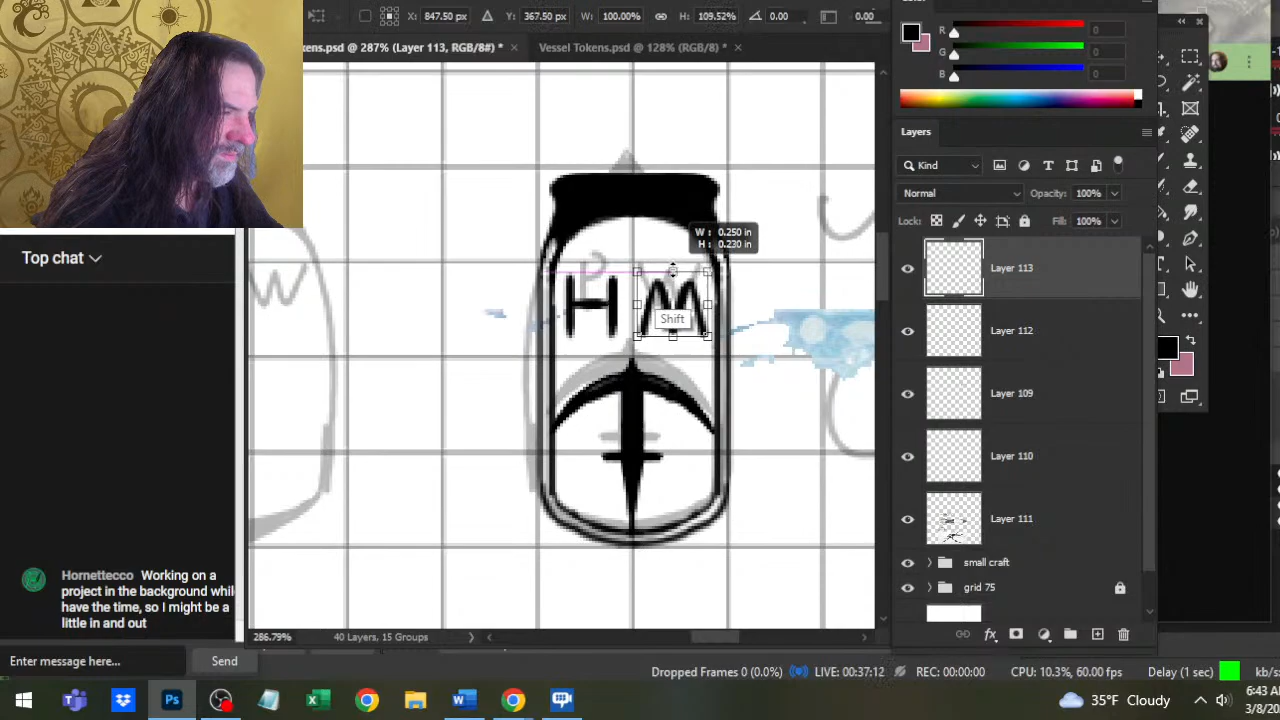 X: 847.50 px Y: 367.50 px W: 100.00% H: 109.52% 0.00 0.00
kens.psd @ 287% (Layer 113, RGB/8#) * × Vessel Tokens.psd @ 128% (RGB/8) * ×
R 0
G 0
B 0
Layers
Kind
Normal Opacity: 100%
Lock: Fill: 100%
Layer 113
Layer 112
Layer 109
Layer 110
Layer 111
small craft
grid 75
W : 0.250 in
H : 0.230 in
H M
Shift
Top chat
Hornettecco Working on a
project in the background whil
have the time, so I might be a
little in and out
Enter message here... Send
286.79% 40 Layers, 15 Groups
Dropped Frames 0 (0.0%) LIVE: 00:37:12 REC: 00:00:00 CPU: 10.3%, 60.00 fps Delay (1 sec) kb/s
35°F Cloudy
6:43 AM
3/8/20